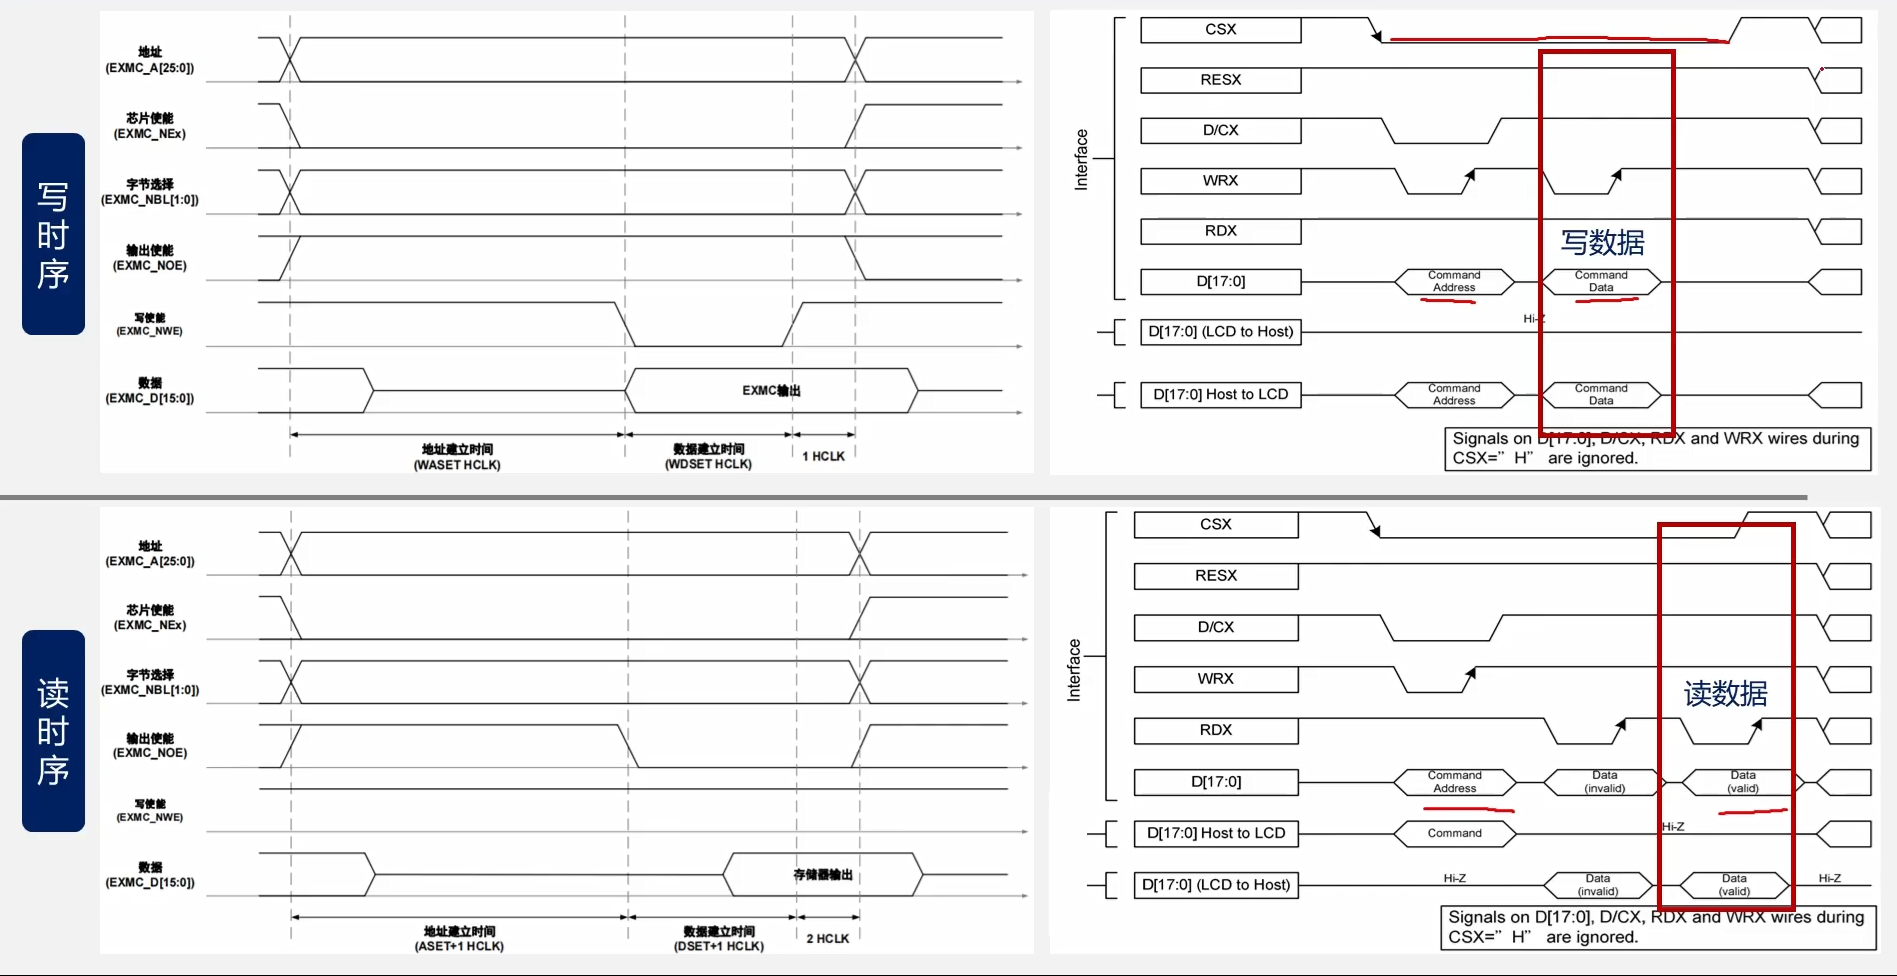 写时序
地址
(EXMC_A[25:0])
芯片使能
(EXMC_NEx)
字节选择
(EXMC_NBL[1:0])
输出使能
(EXMC_NOE)
写使能
(EXMC_NWE)
数据
(EXMC_D[15:0])
EXMC输出
地址建立时间
(WASET HCLK)
数据建立时间
(WDSET HCLK)
1 HCLK
Interface
CSX
RESX
D/CX
WRX
RDX
写数据
D[17:0]
Command
Address
Command
Data
Hi-Z
D[17:0] (LCD to Host)
D[17:0] Host to LCD
Command
Address
Command
Data
Signals on D[17:0], D/CX, RDX and WRX wires during
CSX=”H” are ignored.
读时序
地址
(EXMC_A[25:0])
芯片使能
(EXMC_NEx)
字节选择
(EXMC_NBL[1:0])
输出使能
(EXMC_NOE)
写使能
(EXMC_NWE)
数据
(EXMC_D[15:0])
存储器输出
地址建立时间
(ASET+1 HCLK)
数据建立时间
(DSET+1 HCLK)
2 HCLK
Interface
CSX
RESX
D/CX
WRX
读数据
RDX
D[17:0]
Command
Address
Data
(invalid)
Data
(valid)
D[17:0] Host to LCD
Command
Hi-Z
D[17:0] (LCD to Host)
Hi-Z
Data
(invalid)
Data
(valid)
Hi-Z
Signals on D[17:0], D/CX, RDX and WRX wires during
CSX=”H” are ignored.